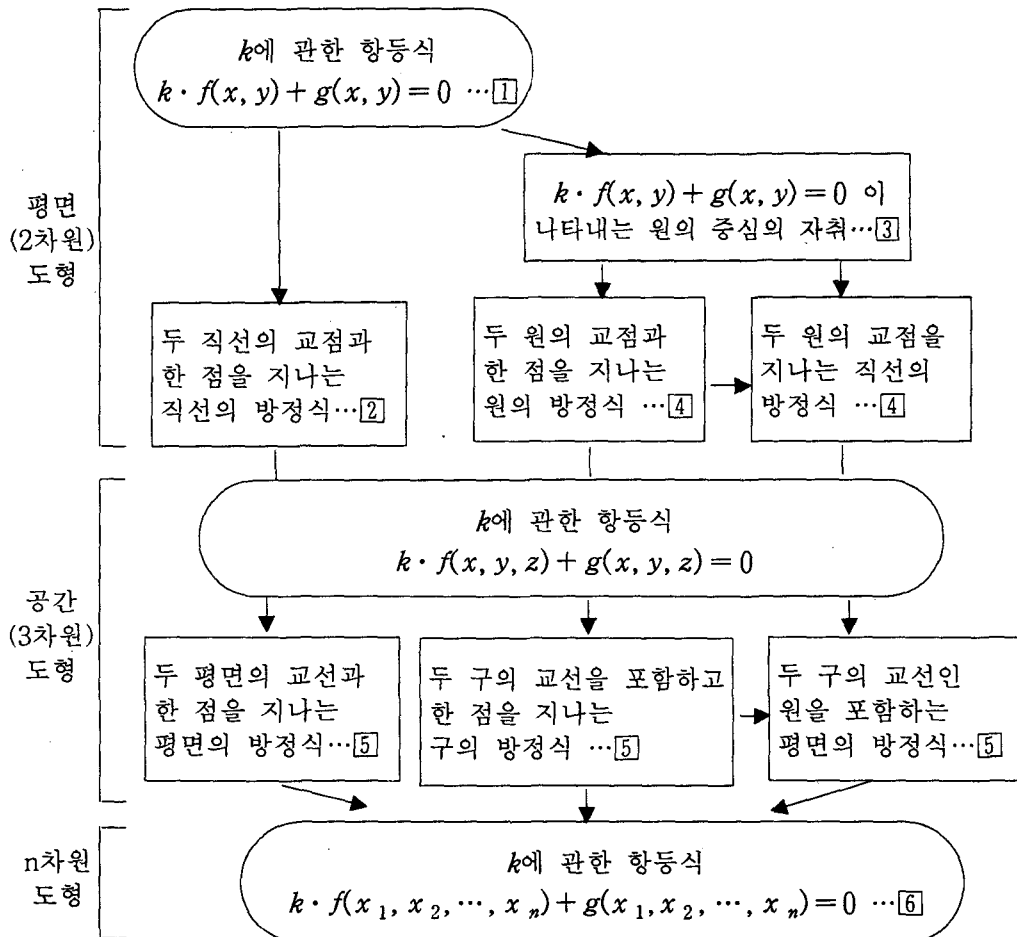 k에 관한 항등식
k· f(x, y) + g(x, y) = 0 …1
평면
(2차원)
도형
k· f(x, y) + g(x, y) = 0 이
나타내는 원의 중심의 자취…3
두 직선의 교점과
한 점을 지나는
직선의 방정식…2
두 원의 교점과
한 점을 지나는
원의 방정식 …4
두 원의 교점을
지나는 직선의
방정식 …4
k에 관한 항등식
k· f(x, y, z) + g(x, y, z) = 0
공간
(3차원)
도형
두 평면의 교선과
한 점을 지나는
평면의 방정식…5
두 구의 교선을 포함하고
한 점을 지나는
구의 방정식 …5
두 구의 교선인
원을 포함하는
평면의 방정식…5
n차원
도형
k에 관한 항등식
k· f(x 1, x 2, …, x n) + g(x 1, x 2, …, x n) = 0 …6